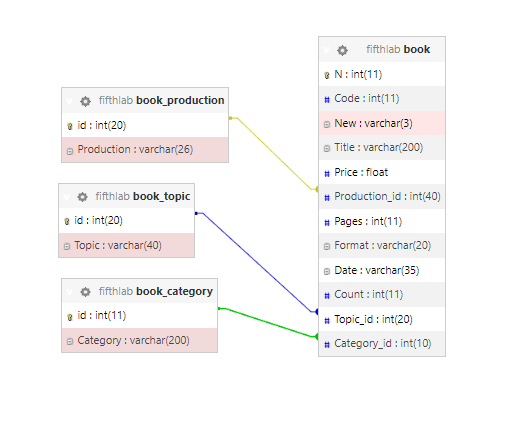 fifthlab book
N : int(11)
Code : int(11)
New : varchar(3)
Title : varchar(200)
Price : float
Production_id : int(40)
Pages : int(11)
Format : varchar(20)
Date : varchar(35)
Count : int(11)
Topic_id : int(20)
Category_id : int(10)
fifthlab book_production
id : int(20)
Production : varchar(26)
fifthlab book_topic
id : int(20)
Topic : varchar(40)
fifthlab book_category
id : int(11)
Category : varchar(200)